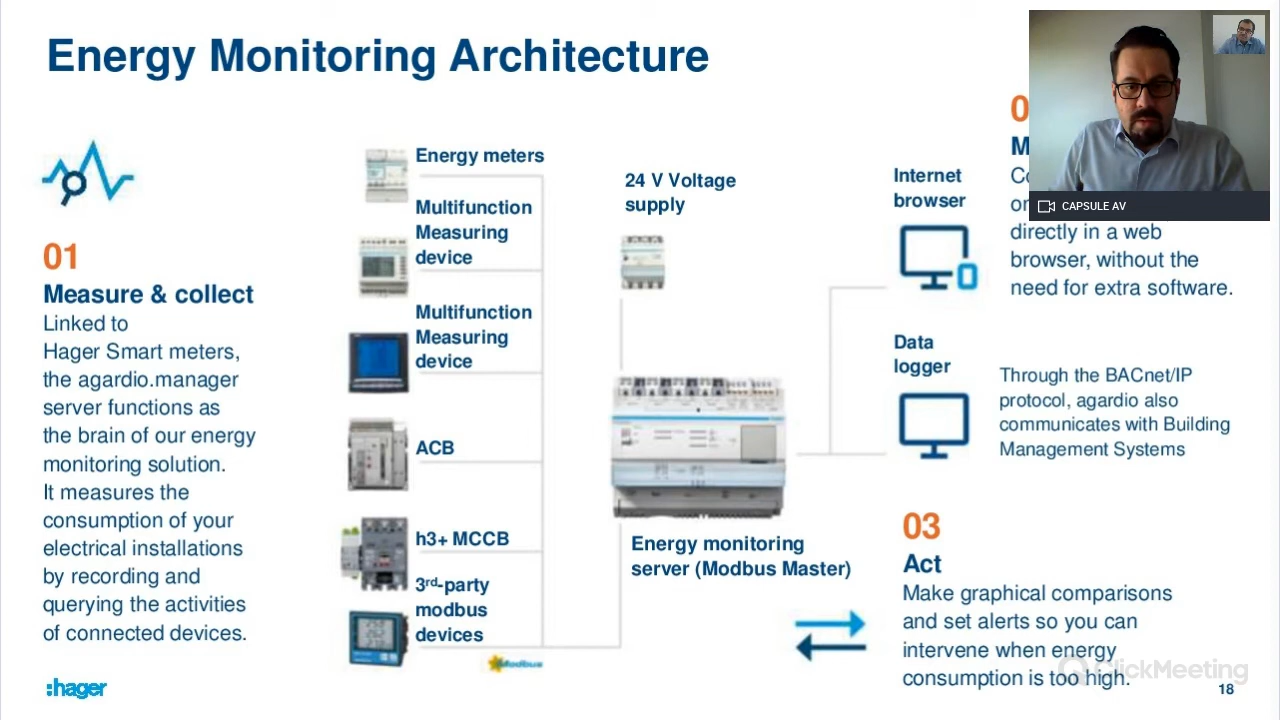 Energy Monitoring Architecture
01
Measure & collect
Linked to
Hager Smart meters,
the agardio.manager
server functions as
the brain of our energy
monitoring solution.
It measures the
consumption of your
electrical installations
by recording and
querying the activities
of connected devices.
:hager
Energy meters
Multifunction
Measuring
device
Multifunction
Measuring
device
ACB
h3+ MCCB
3rd-party
modbus
devices
Modbus
24 V Voltage
supply
Energy monitoring
server (Modbus Master)
Internet
browser
Data
logger
CAPSULE AV
directly in a web
browser, without the
need for extra software.
Through the BACnet/IP
protocol, agardio also
communicates with Building
Management Systems
03
Act
Make graphical comparisons
and set alerts so you can
intervene when energy
consumption is too high.
ClickMeeting
18